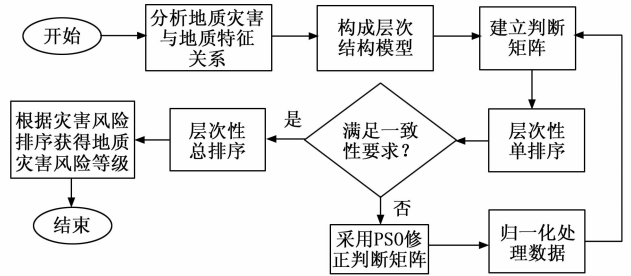 开始
分析地质灾害
与地质特征
关系
构成层次
结构模型
建立判断
矩阵
层次性
单排序
满足一致
性要求?
是
层次性
总排序
根据灾害风险
排序获得地质
灾害风险等级
结束
否
采用PSO修
正判断矩阵
归一化处
理数据